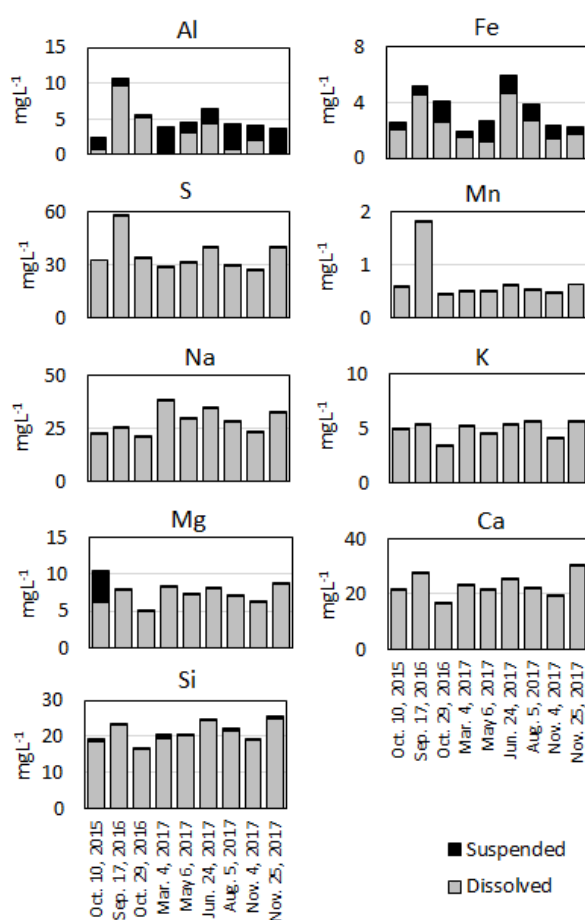 Al
15
10
5
0
mgL-1
Fe
8
4
0
mgL-1
S
60
30
0
mgL-1
Mn
2
1
0
mgL-1
Na
50
25
0
mgL-1
K
10
5
0
mgL-1
Mg
15
10
5
0
mgL-1
Ca
40
20
0
mgL-1
Oct. 10, 2015
Sep. 17, 2016
Oct. 29, 2016
Mar. 4, 2017
May 6, 2017
Jun. 24, 2017
Aug. 5, 2017
Nov. 4, 2017
Nov. 25, 2017
Si
30
20
10
0
mgL-1
Oct. 10, 2015
Sep. 17, 2016
Oct. 29, 2016
Mar. 4, 2017
May 6, 2017
Jun. 24, 2017
Aug. 5, 2017
Nov. 4, 2017
Nov. 25, 2017
Suspended
Dissolved